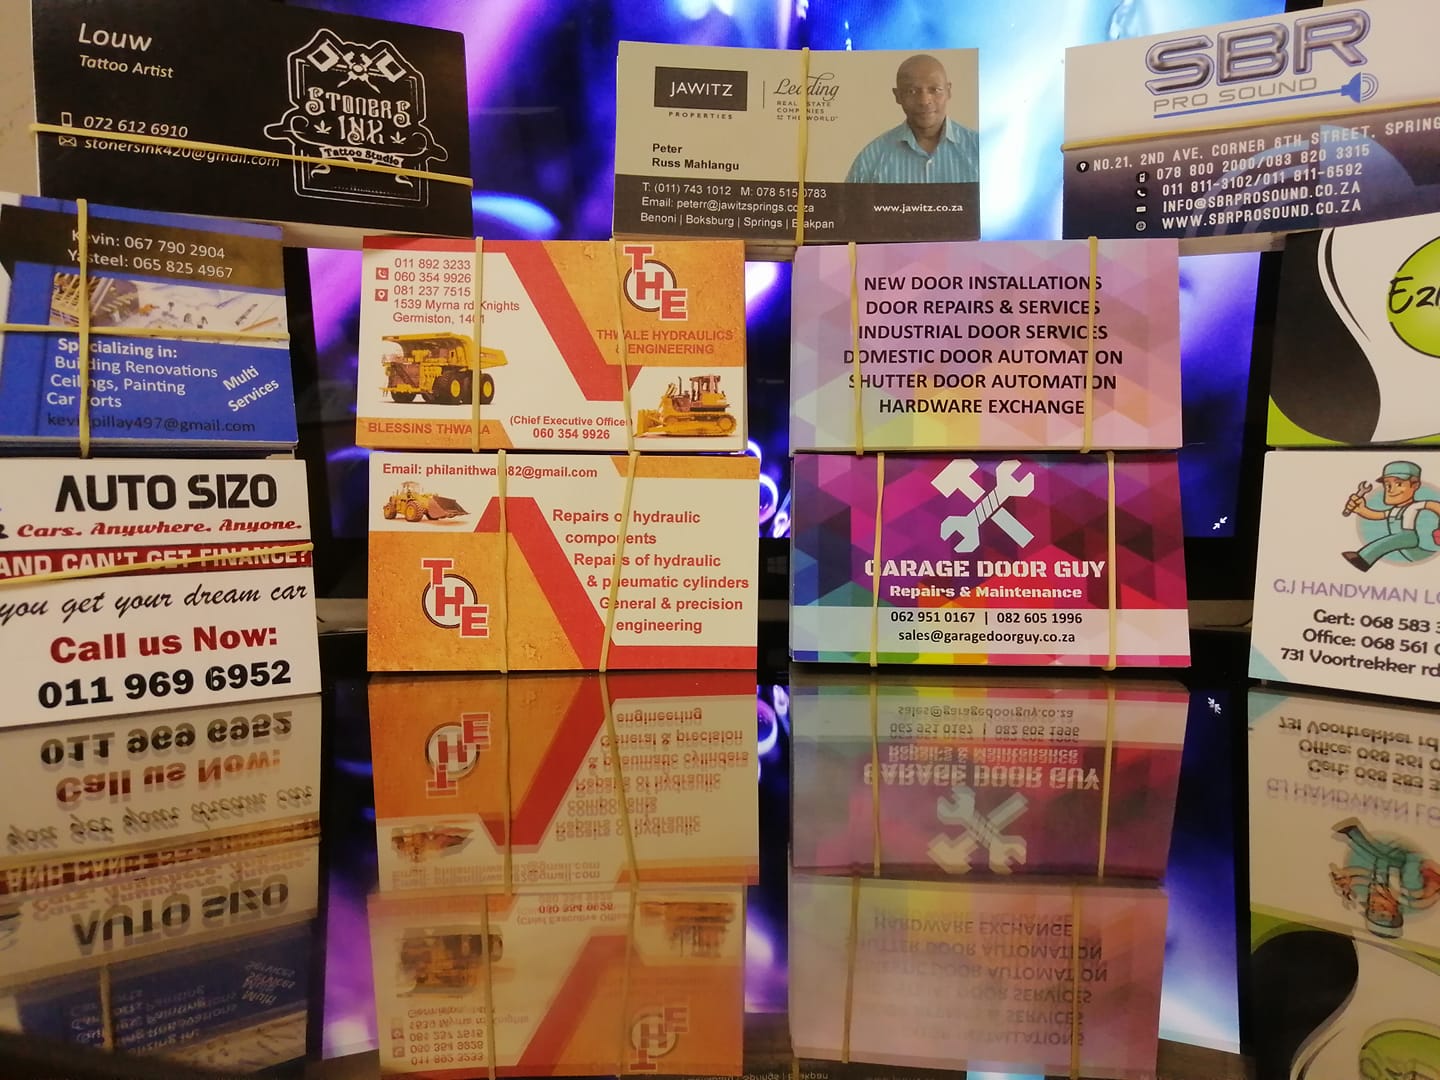 Louw
Tattoo Artist
072 612 6910
stonersink420@gmail.com
STONERS
INK
Tattoo Studio
JAWITZ
PROPERTIES
Leading
REAL ESTATE
COMPANIES
OF THE WORLD
Peter
Russ Mahlangu
T: (011) 743 1012 M: 078 515 0783
Email: peterr@jawitzsprings.co.za
www.jawitz.co.za
Benoni | Boksburg | Springs | Brakpan
SBR
PRO SOUND
NO.21, 2ND AVE, CORNER 6TH STREET, SPRING
078 800 2000/083 820 3315
011 811-3102/011 811-6592
INFO@SBRPROSOUND.CO.ZA
WWW.SBRPROSOUND.CO.ZA
Kevin: 067 790 2904
Yasteel: 065 825 4967
Specializing in:
Building Renovations
Ceilings, Painting
Car Ports
Multi
Services
kevinpillay497@gmail.com
011 892 3233
060 354 9926
081 237 7515
1539 Myrna rd Knights
Germiston, 1401
THE
THWALE HYDRAULICS
& ENGINEERING
BLESSINS THWALA
(Chief Executive Officer)
060 354 9926
NEW DOOR INSTALLATIONS
DOOR REPAIRS & SERVICES
INDUSTRIAL DOOR SERVICES
DOMESTIC DOOR AUTOMATION
SHUTTER DOOR AUTOMATION
HARDWARE EXCHANGE
AUTO SIZO
Cars. Anywhere. Anyone.
AND CAN'T GET FINANCE?
you get your dream car
Call us Now:
011 969 6952
Email: philanithwala82@gmail.com
THE
Repairs of hydraulic
components
Repairs of hydraulic
& pneumatic cylinders
General & precision
engineering
GARAGE DOOR GUY
Repairs & Maintenance
062 951 0167 | 082 605 1996
sales@garagedoorguy.co.za
G.J HANDYMAN
Gert: 068 583
Office: 068 561
731 Voortrekker rd